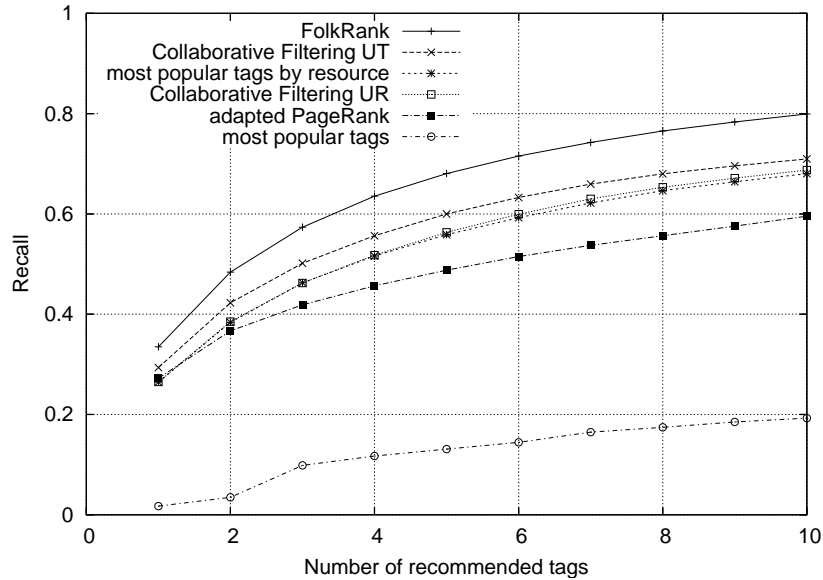 FolkRank
Collaborative Filtering UT
most popular tags by resource
Collaborative Filtering UR
adapted PageRank
most popular tags
1
0.8
0.6
0.4
0.2
0
Recall
0 2 4 6 8 10
Number of recommended tags